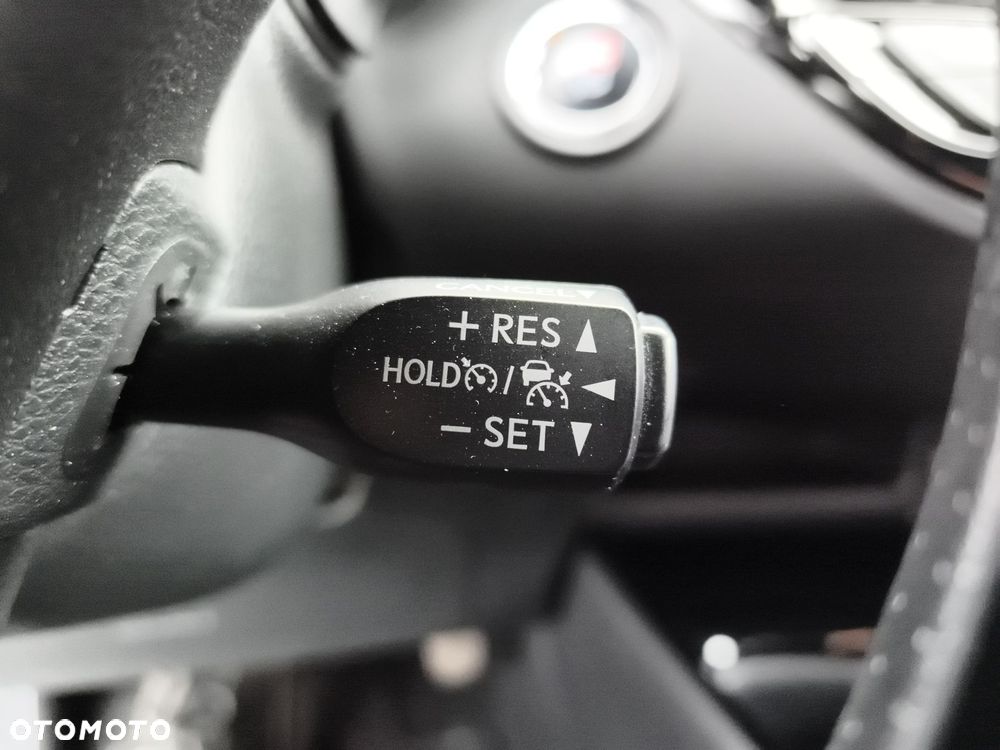 CANCEL▼
+ RES ▲
HOLD / ◀
− SET ▼
OTOMOTO